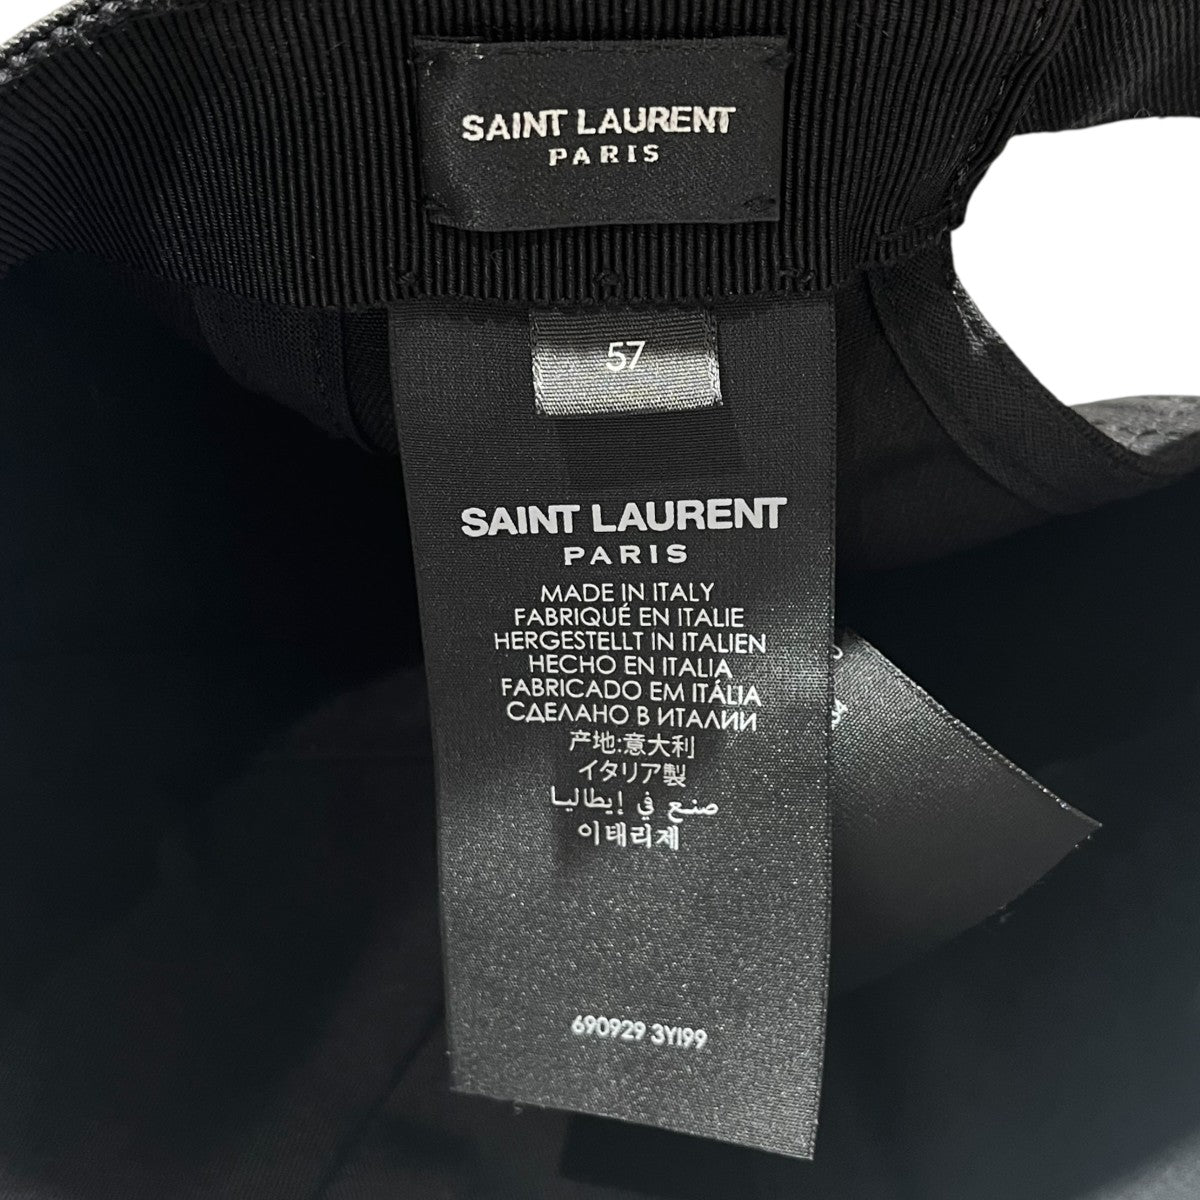 SAINT LAURENT
PARIS
57
SAINT LAURENT
PARIS
MADE IN ITALY
FABRIQUÉ EN ITALIE
HERGESTELLT IN ITALIEN
HECHO EN ITALIA
FABRICADO EM ITÁLIA
СДЕЛАНО В ИТАЛИИ
产地:意大利
イタリア製
صنع في إيطاليا
이태리제
690929 3YI99